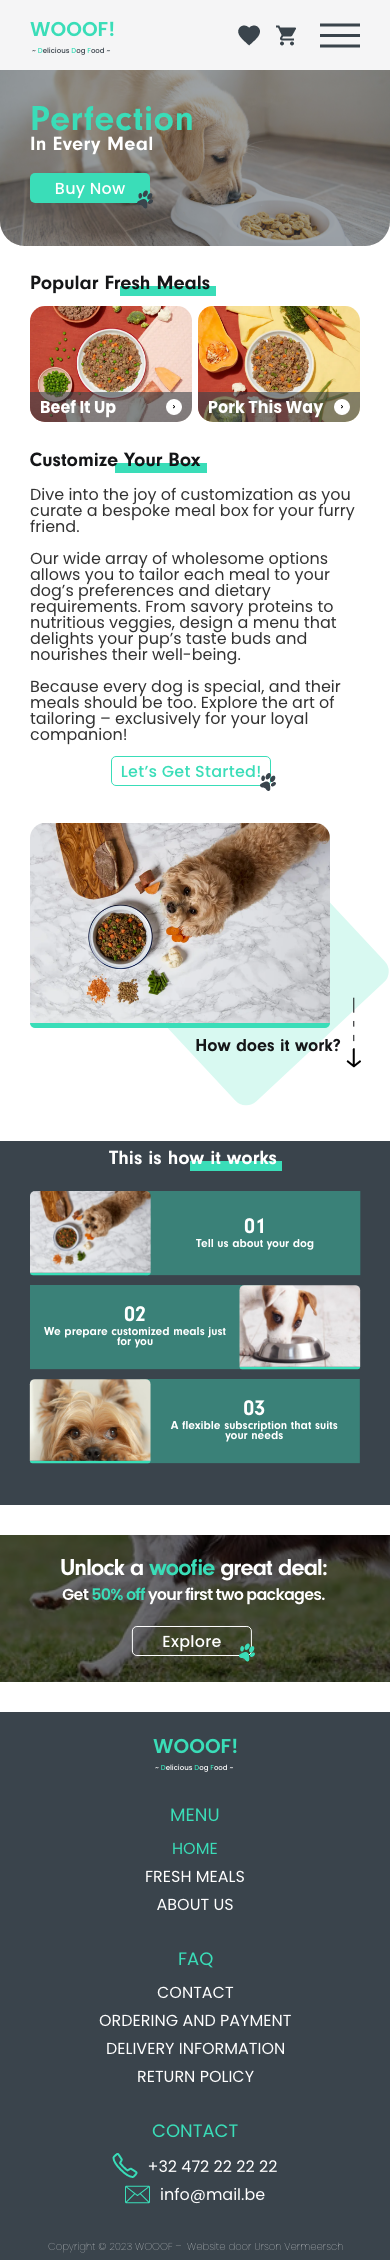 WOOOF!
~ Delicious Dog Food ~
Perfection
In Every Meal
Buy Now
Popular Fresh Meals
Beef It Up
Pork This Way
Customize Your Box
Dive into the joy of customization as you
curate a bespoke meal box for your furry
friend.
Our wide array of wholesome options
allows you to tailor each meal to your
dog’s preferences and dietary
requirements. From savory proteins to
nutritious veggies, design a menu that
delights your pup’s taste buds and
nourishes their well-being.
Because every dog is special, and their
meals should be too. Explore the art of
tailoring – exclusively for your loyal
companion!
Let’s Get Started!
How does it work?
This is how it works
01
Tell us about your dog
02
We prepare customized meals just
for you
03
A flexible subscription that suits
your needs
Unlock a woofie great deal:
Get 50% off your first two packages.
Explore
WOOOF!
~ Delicious Dog Food ~
MENU
HOME
FRESH MEALS
ABOUT US
FAQ
CONTACT
ORDERING AND PAYMENT
DELIVERY INFORMATION
RETURN POLICY
CONTACT
+32 472 22 22 22
info@mail.be
Copyright © 2023 WOOOF – Website door Urson Vermeersch